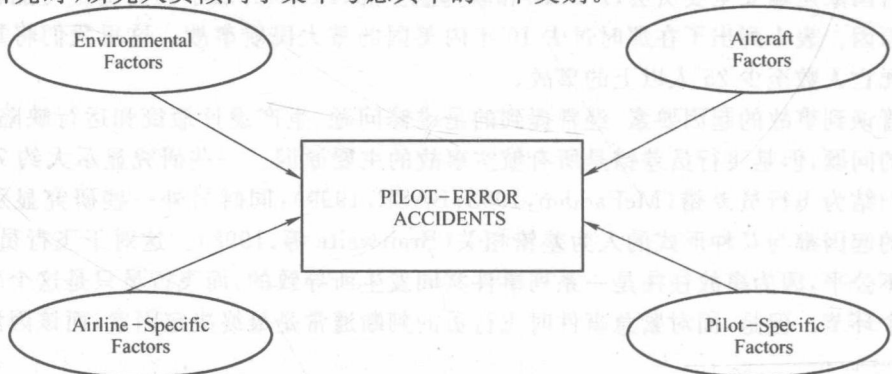 Environmental
Factors
Aircraft
Factors
PILOT-ERROR
ACCIDENTS
Airline-Specific
Factors
Pilot-Specific
Factors